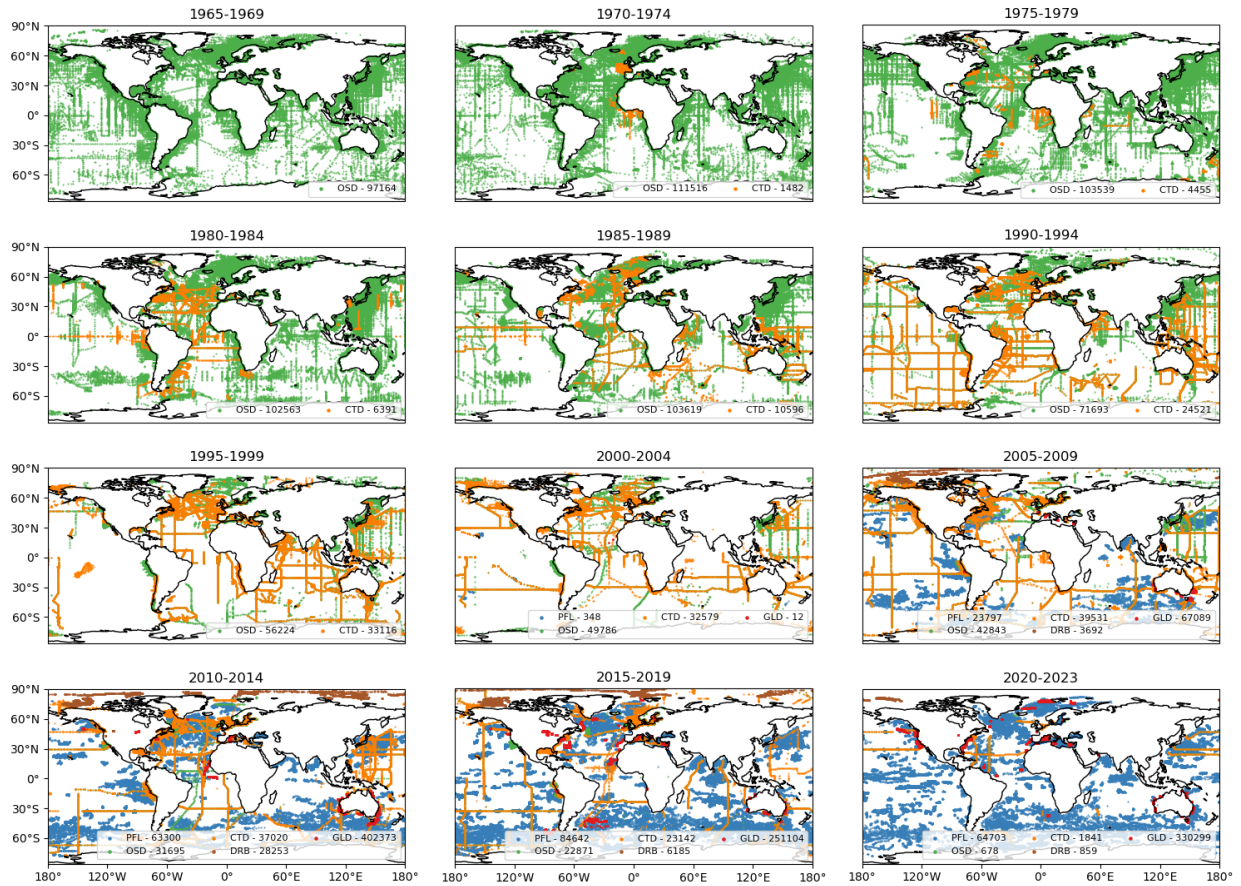 1965-1969
1970-1974
1975-1979
90°N
60°N
30°N
0°
30°S
60°S
OSD - 97164
OSD - 111516 CTD - 1482
OSD - 103539 CTD - 4455
1980-1984
1985-1989
1990-1994
90°N
60°N
30°N
0°
30°S
60°S
OSD - 102563 CTD - 6391
OSD - 103619 CTD - 10596
OSD - 71693 CTD - 24521
1995-1999
2000-2004
2005-2009
90°N
60°N
30°N
0°
30°S
60°S
OSD - 56224 CTD - 33116
PFL - 348 CTD - 32579 GLD - 12
OSD - 49786
PFL - 23797 CTD - 39531 GLD - 67089
OSD - 42843 DRB - 3692
2010-2014
2015-2019
2020-2023
90°N
60°N
30°N
0°
30°S
60°S
PFL - 63300 CTD - 37020 GLD - 402373
OSD - 31695 DRB - 28253
PFL - 84642 CTD - 23142 GLD - 251104
OSD - 22871 DRB - 6185
PFL - 64703 CTD - 1841 GLD - 330299
OSD - 678 DRB - 859
180° 120°W 60°W 0° 60°E 120°E 180°
180° 120°W 60°W 0° 60°E 120°E 180°
180° 120°W 60°W 0° 60°E 120°E 180°